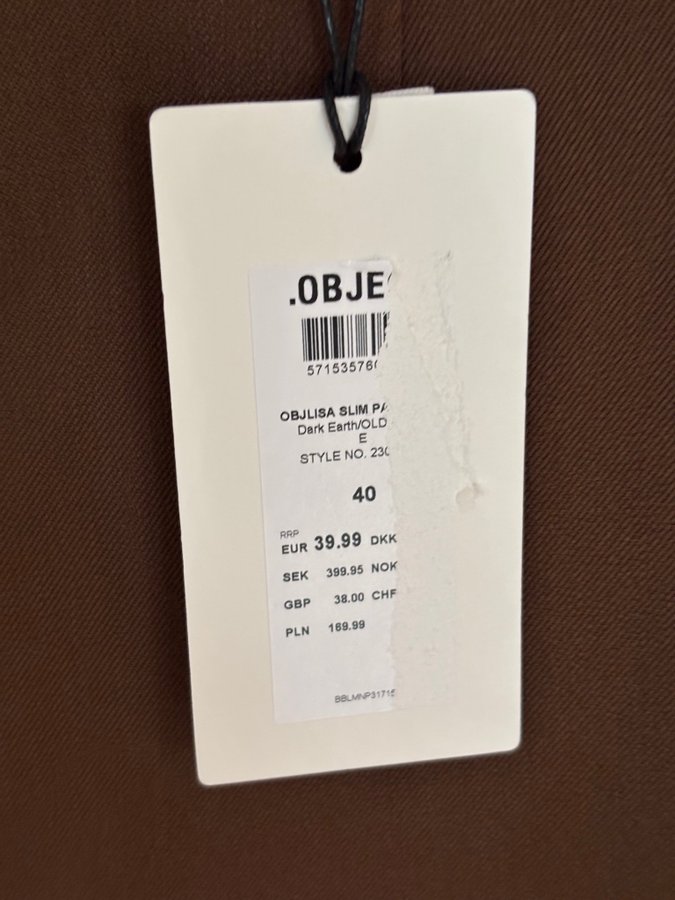 .OBJE
57153576
OBJLISA SLIM PA
Dark Earth/OLD
E
STYLE NO. 230
40
RRP
EUR 39.99 DKK
SEK 399.95 NOK
GBP 38.00 CHF
PLN 169.99
BBLMNP31715